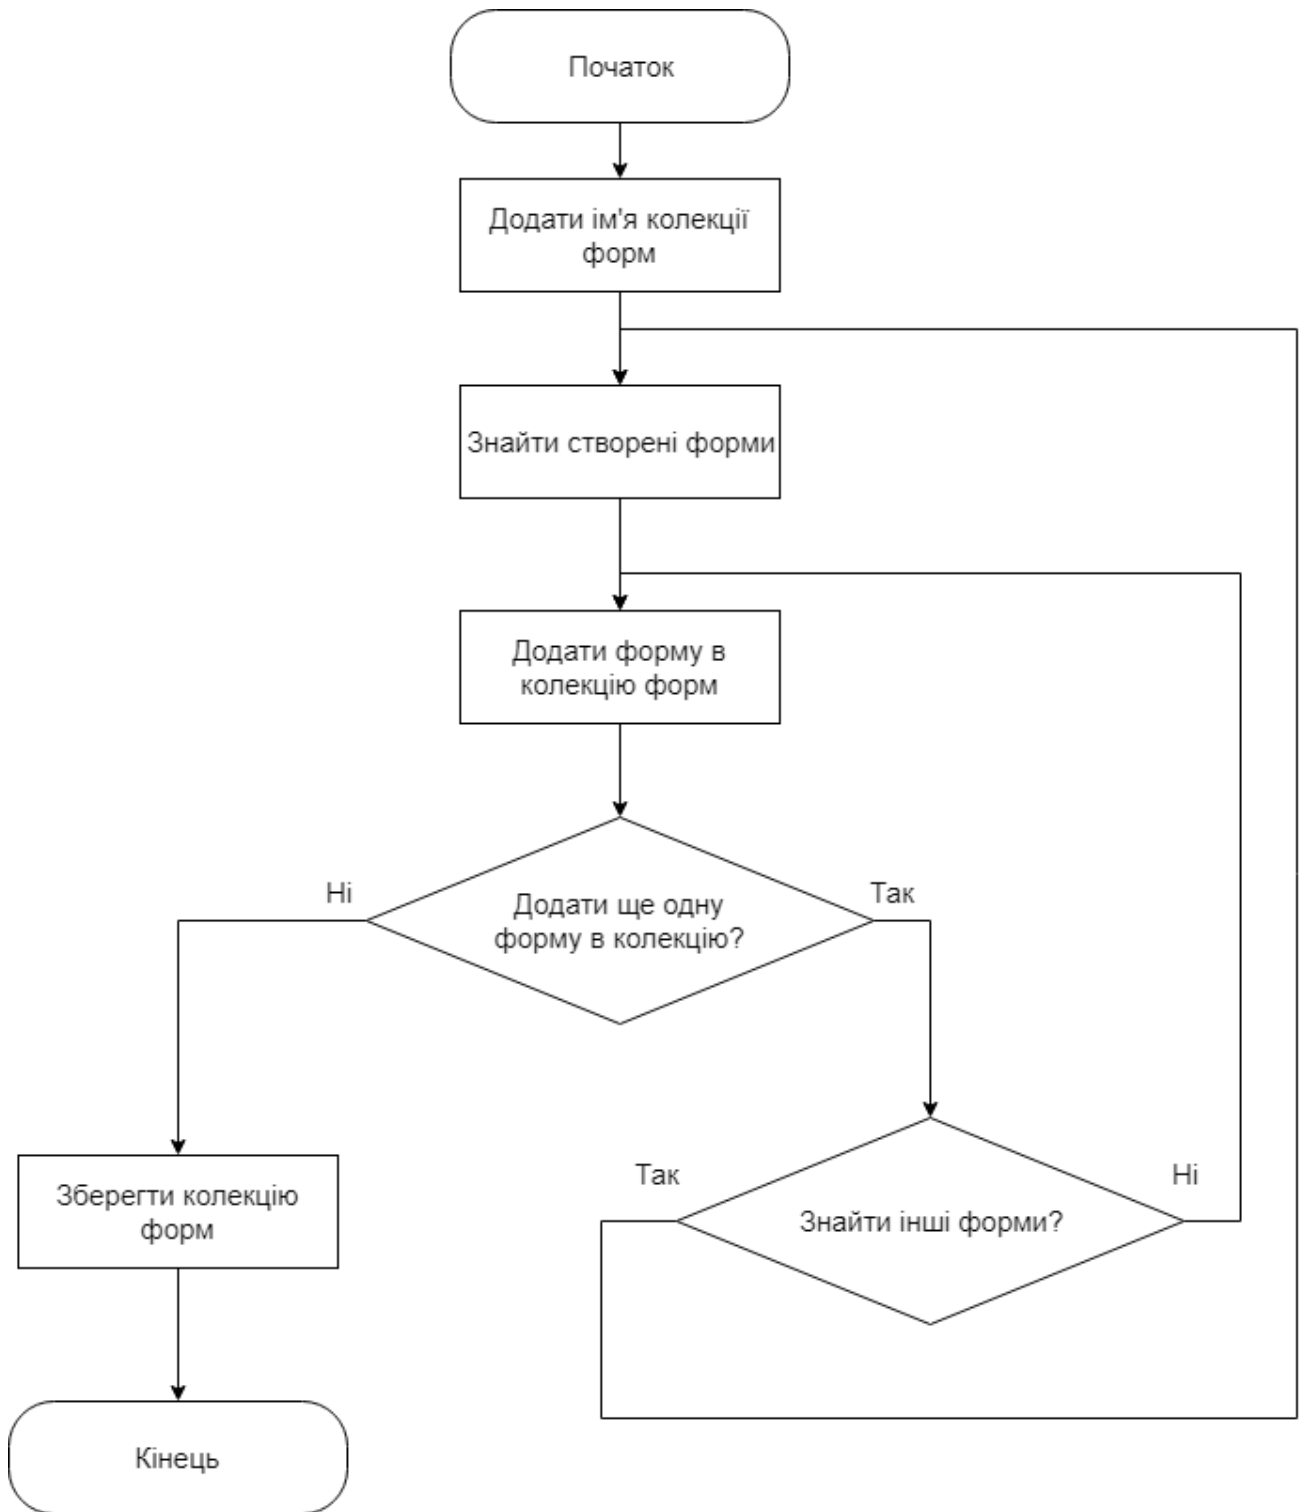 Початок
Додати ім'я колекції
форм
Знайти створені форми
Додати форму в
колекцію форм
Ні
Так
Додати ще одну
форму в колекцію?
Так
Ні
Зберегти колекцію
форм
Знайти інші форми?
Кінець